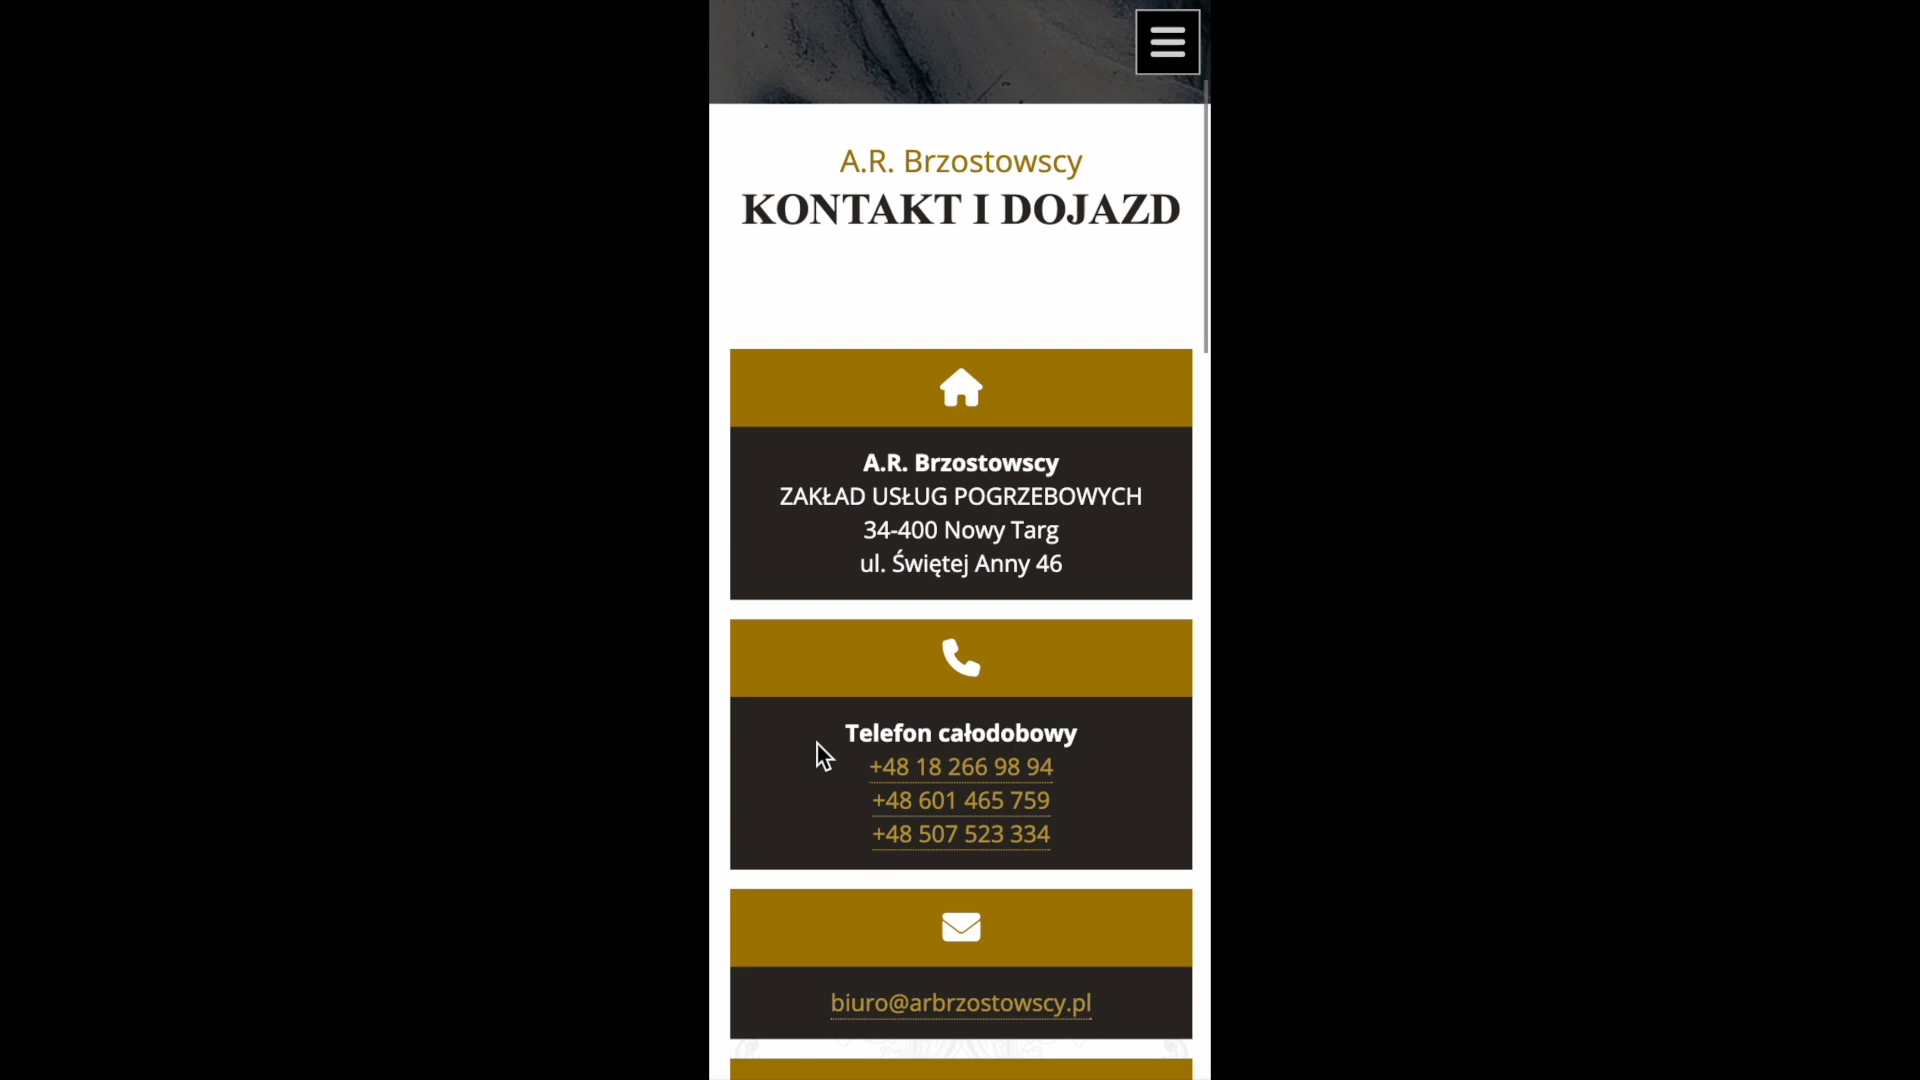 A.R. Brzostowscy
KONTAKT I DOJAZD
A.R. Brzostowscy
ZAKŁAD USŁUG POGRZEBOWYCH
34-400 Nowy Targ
ul. Świętej Anny 46
Telefon całodobowy
+48 18 266 98 94
+48 601 465 759
+48 507 523 334
biuro@arbrzostowscy.pl